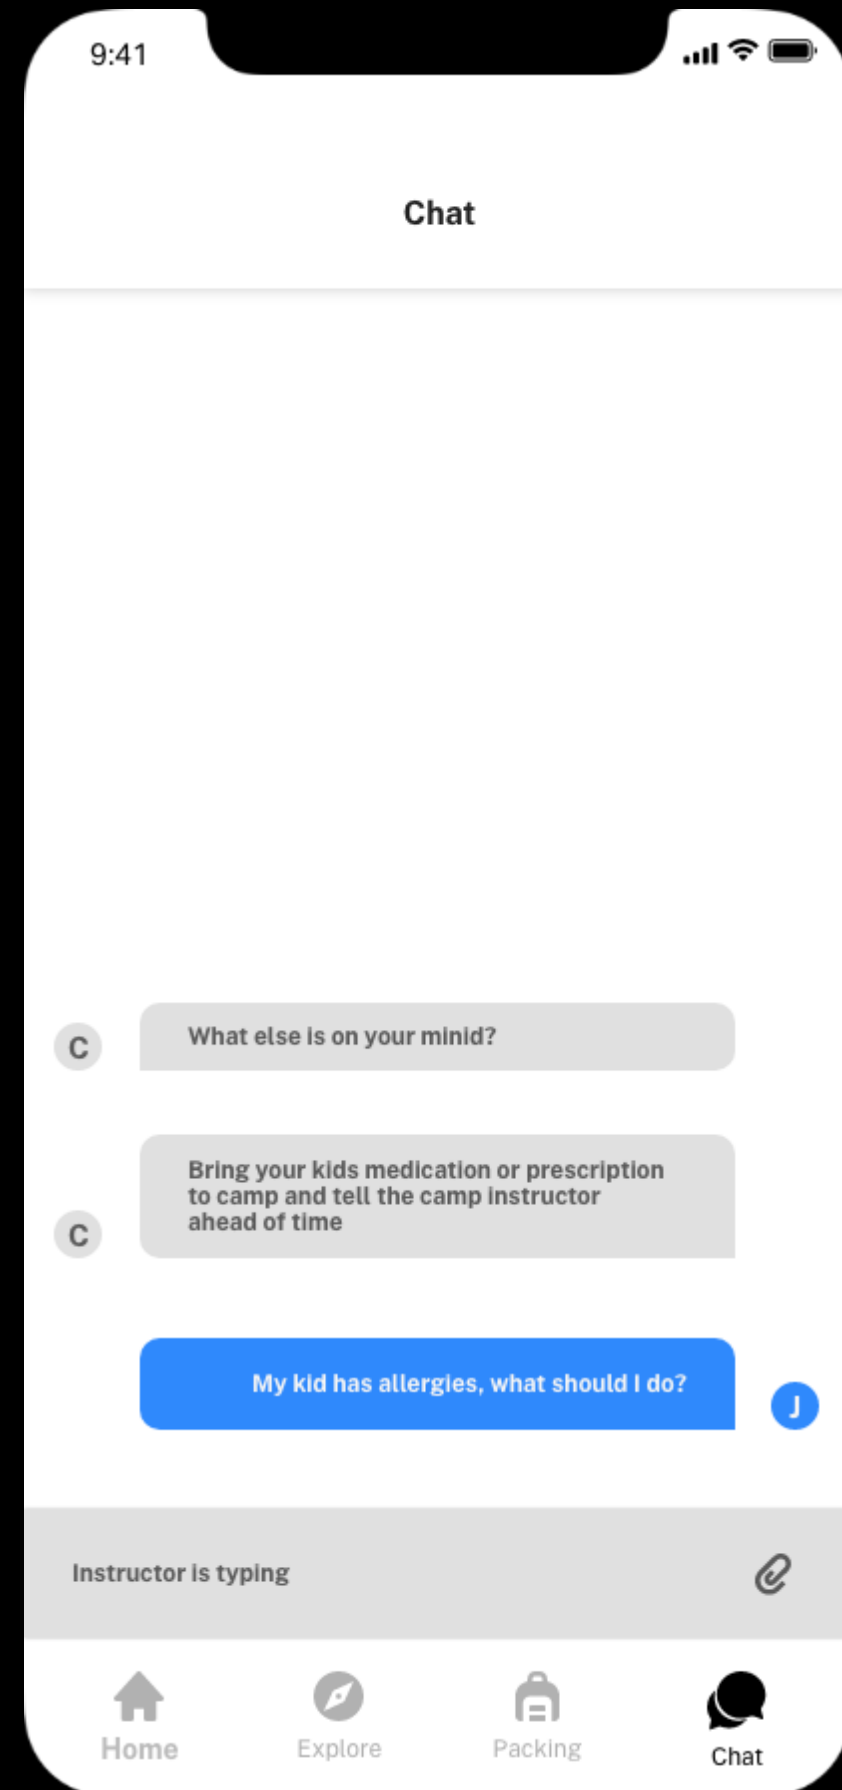 9:41
Chat
C
What else is on your minid?
C
Bring your kids medication or prescription
to camp and tell the camp instructor
ahead of time
My kid has allergies, what should I do?
J
Instructor is typing
Home
Explore
Packing
Chat